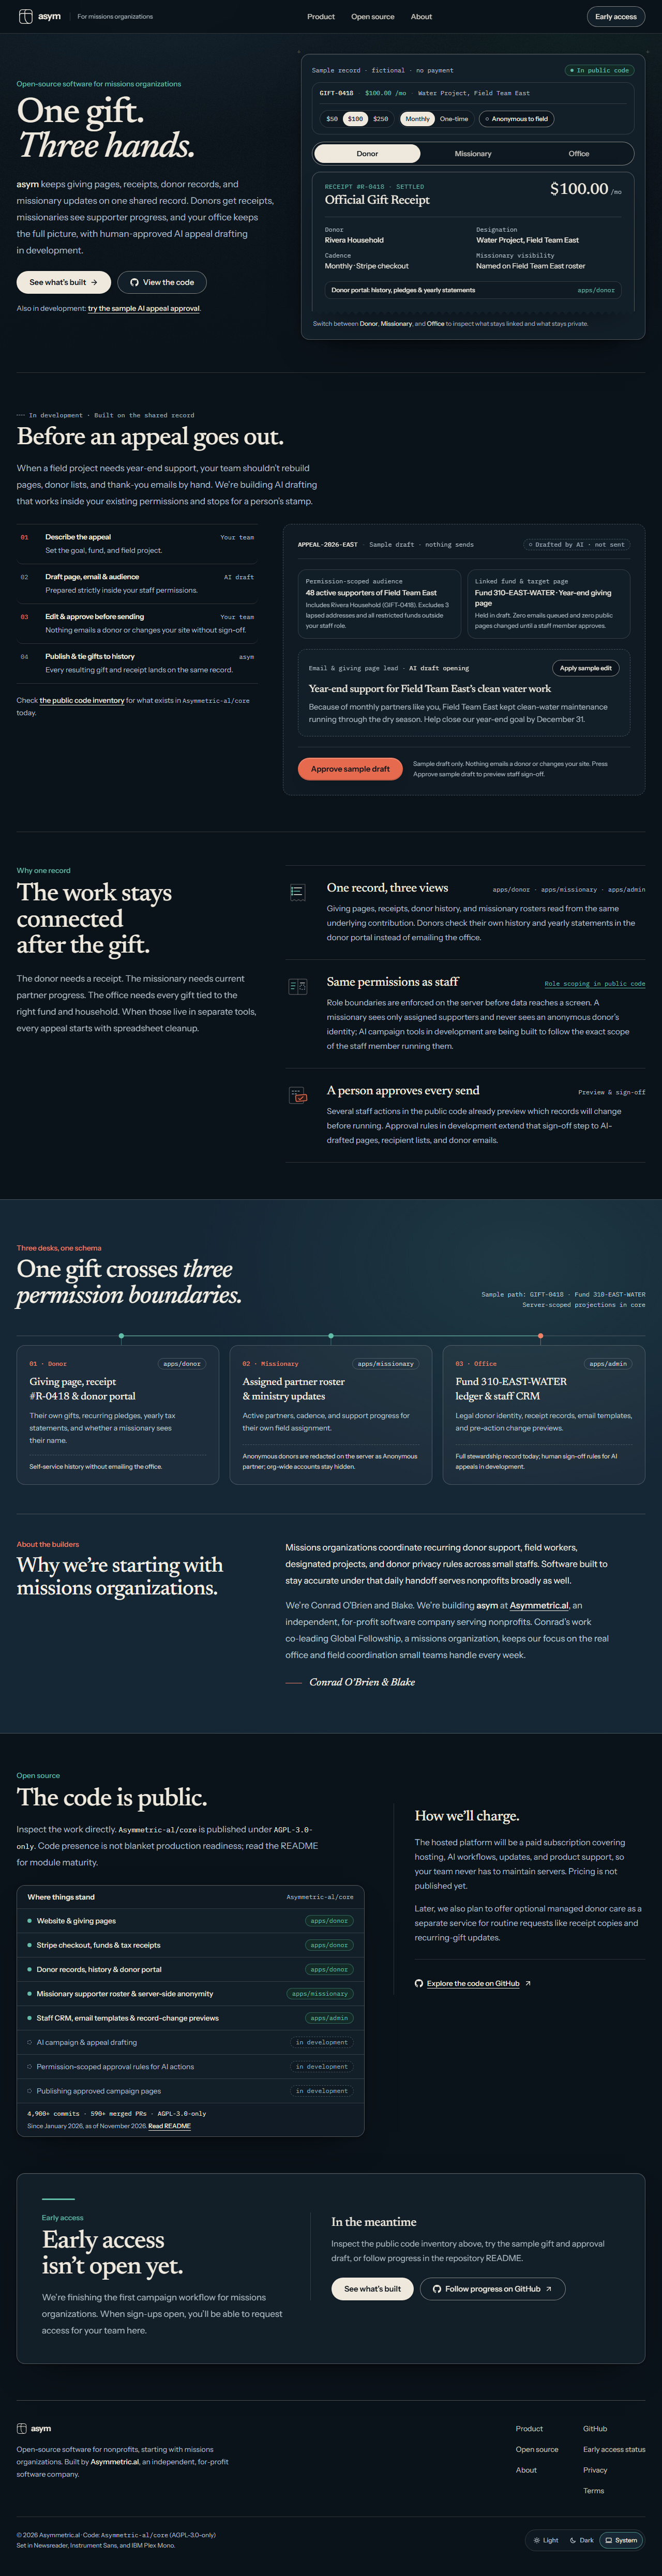 asym
For missions organizations
Product
Open source
About
Early access
Open-source software for missions organizations
One gift.
Three hands.
asym keeps giving pages, receipts, donor records, and
missionary updates on one shared record. Donors get receipts,
missionaries see supporter progress, and your office keeps
the full picture, with human-approved AI appeal drafting
in development.
See what's built →
View the code
Also in development: try the sample AI appeal approval.
Sample record · fictional · no payment
In public code
GIFT-0418 · $100.00 /mo · Water Project, Field Team East
$50 $100 $250 Monthly One-time Anonymous to field
Donor Missionary Office
RECEIPT #R-0418 · SETTLED
Official Gift Receipt
$100.00 /mo
Donor
Rivera Household
Designation
Water Project, Field Team East
Cadence
Monthly · Stripe checkout
Missionary visibility
Named on Field Team East roster
Donor portal: history, pledges & yearly statements
apps/donor
Switch between Donor, Missionary, and Office to inspect what stays linked and what stays private.
In development · Built on the shared record
Before an appeal goes out.
When a field project needs year-end support, your team shouldn't rebuild
pages, donor lists, and thank-you emails by hand. We're building AI drafting
that works inside your existing permissions and stops for a person's stamp.
01 Describe the appeal Your team
Set the goal, fund, and field project.
02 Draft page, email & audience AI draft
Prepared strictly inside your staff permissions.
03 Edit & approve before sending Your team
Nothing emails a donor or changes your site without sign-off.
04 Publish & tie gifts to history asym
Every resulting gift and receipt lands on the same record.
Check the public code inventory for what exists in Asymmetric-al/core
today.
APPEAL-2026-EAST · Sample draft · nothing sends
Drafted by AI · not sent
Permission-scoped audience
48 active supporters of Field Team East
Includes Rivera Household (GIFT-0418). Excludes 3
lapsed addresses and all restricted funds outside
your staff role.
Linked fund & target page
Fund 310-EAST-WATER · Year-end giving
page
Held in draft. Zero emails queued and zero public
pages changed until a staff member approves.
Email & giving page lead · AI draft opening
Apply sample edit
Year-end support for Field Team East's clean water work
Because of monthly partners like you, Field Team East kept clean-water maintenance
running through the dry season. Help close our year-end goal by December 31.
Approve sample draft
Sample draft only. Nothing emails a donor or changes your site. Press
Approve sample draft to preview staff sign-off.
Why one record
The work stays
connected
after the gift.
The donor needs a receipt. The missionary needs current
partner progress. The office needs every gift tied to the
right fund and household. When those live in separate tools,
every appeal starts with spreadsheet cleanup.
One record, three views
apps/donor · apps/missionary · apps/admin
Giving pages, receipts, donor history, and missionary rosters read from the same
underlying contribution. Donors check their own history and yearly statements in the
donor portal instead of emailing the office.
Same permissions as staff
Role scoping in public code
Role boundaries are enforced on the server before data reaches a screen. A
missionary sees only assigned supporters and never sees an anonymous donor's
identity; AI campaign tools in development are being built to follow the exact scope
of the staff member running them.
A person approves every send
Preview & sign-off
Several staff actions in the public code already preview which records will change
before running. Approval rules in development extend that sign-off step to AI-
drafted pages, recipient lists, and donor emails.
Three desks, one schema
One gift crosses three
permission boundaries.
Sample path: GIFT-0418 · Fund 310-EAST-WATER
Server-scoped projections in core
01 · Donor
apps/donor
Giving page, receipt
#R-0418 & donor portal
Their own gifts, recurring pledges, yearly tax
statements, and whether a missionary sees
their name.
Self-service history without emailing the office.
02 · Missionary
apps/missionary
Assigned partner roster
& ministry updates
Active partners, cadence, and support progress for
their own field assignment.
Anonymous donors are redacted on the server as Anonymous
partner; org-wide accounts stay hidden.
03 · Office
apps/admin
Fund 310-EAST-WATER
ledger & staff CRM
Legal donor identity, receipt records, email templates,
and pre-action change previews.
Full stewardship record today; human sign-off rules for AI
appeals in development.
About the builders
Why we're starting with
missions organizations.
Missions organizations coordinate recurring donor support, field workers,
designated projects, and donor privacy rules across small staffs. Software built to
stay accurate under that daily handoff serves nonprofits broadly as well.
We're Conrad O'Brien and Blake. We're building asym at Asymmetric.al, an
independent, for-profit software company serving nonprofits. Conrad's work
co-leading Global Fellowship, a missions organization, keeps our focus on the real
office and field coordination small teams handle every week.
Conrad O'Brien & Blake
Open source
The code is public.
Inspect the work directly. Asymmetric-al/core is published under AGPL-3.0-
only. Code presence is not blanket production readiness; read the README
for module maturity.
Where things stand
Asymmetric-al/core
Website & giving pages apps/donor
Stripe checkout, funds & tax receipts apps/donor
Donor records, history & donor portal apps/donor
Missionary supporter roster & server-side anonymity apps/missionary
Staff CRM, email templates & record-change previews apps/admin
AI campaign & appeal drafting in development
Permission-scoped approval rules for AI actions in development
Publishing approved campaign pages in development
4,900+ commits · 590+ merged PRs · AGPL-3.0-only
Since January 2026, as of November 2026. Read README
How we'll charge.
The hosted platform will be a paid subscription covering
hosting, AI workflows, updates, and product support, so
your team never has to maintain servers. Pricing is not
published yet.
Later, we also plan to offer optional managed donor care as a
separate service for routine requests like receipt copies and
recurring-gift updates.
Explore the code on GitHub ↗
Early access
Early access
isn't open yet.
We're finishing the first campaign workflow for missions
organizations. When sign-ups open, you'll be able to request
access for your team here.
In the meantime
Inspect the public code inventory above, try the sample gift and approval
draft, or follow progress in the repository README.
See what's built
Follow progress on GitHub ↗
asym
Open-source software for nonprofits, starting with missions
organizations. Built by Asymmetric.al, an independent, for-profit
software company.
Product
Open source
About
GitHub
Early access status
Privacy
Terms
© 2026 Asymmetric.al · Code: Asymmetric-al/core (AGPL-3.0-only)
Set in Newsreader, Instrument Sans, and IBM Plex Mono.
Light Dark System